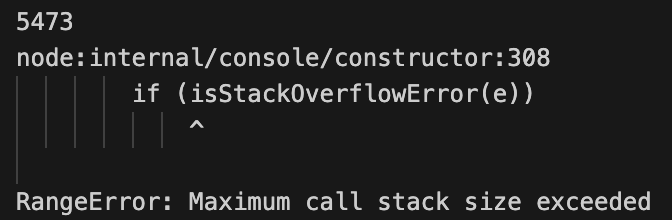 5473
node:internal/console/constructor:308
if (isStackOverflowError(e))
^
RangeError: Maximum call stack size exceeded